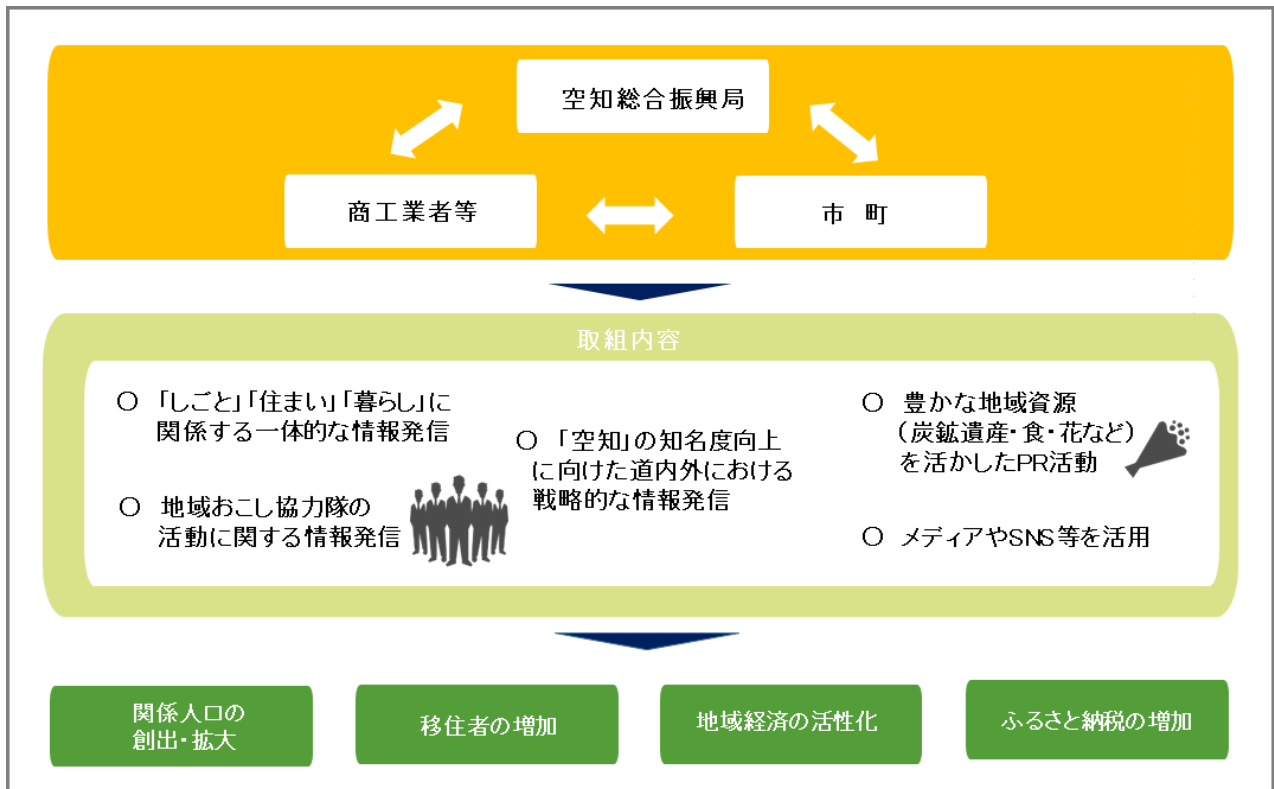 空知総合振興局
商工業者等
市 町
取組内容
○ 「しごと」「住まい」「暮らし」に
関係する一体的な情報発信
○ 地域おこし協力隊の
活動に関する情報発信
○ 「空知」の知名度向上
に向けた道内外における
戦略的な情報発信
○ 豊かな地域資源
（炭鉱遺産・食・花など）
を活かしたPR活動
○ メディアやSNS等を活用
関係人口の
創出・拡大
移住者の増加
地域経済の活性化
ふるさと納税の増加